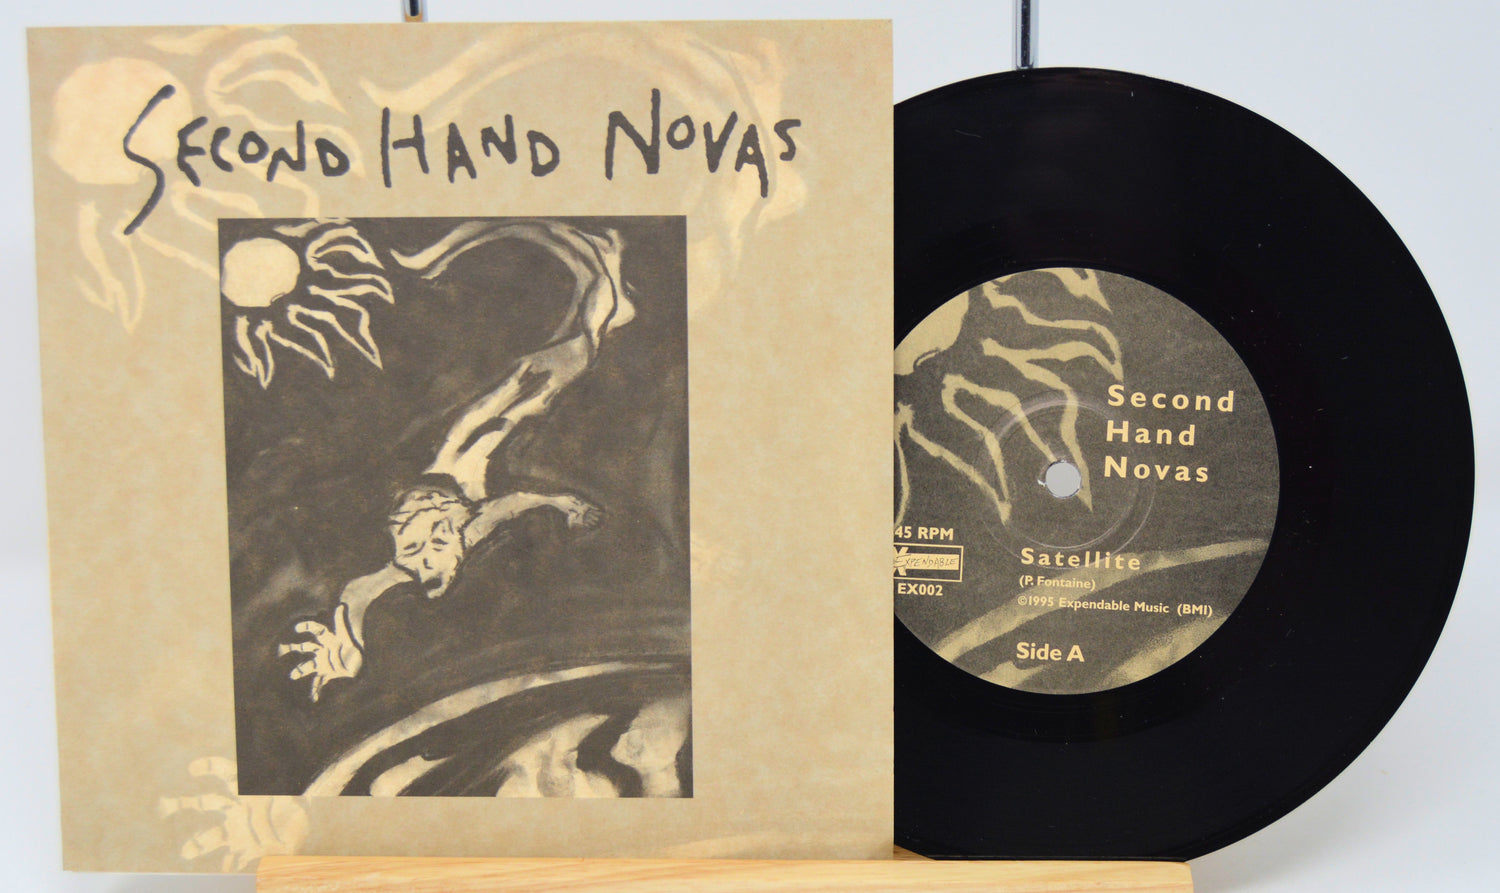 SECOND HAND NOVAS
Second
Hand
Novas
45 RPM
EXPENDABLE
EX002
Satellite
(P. Fontaine)
©1995 Expendable Music (BMI)
Side A